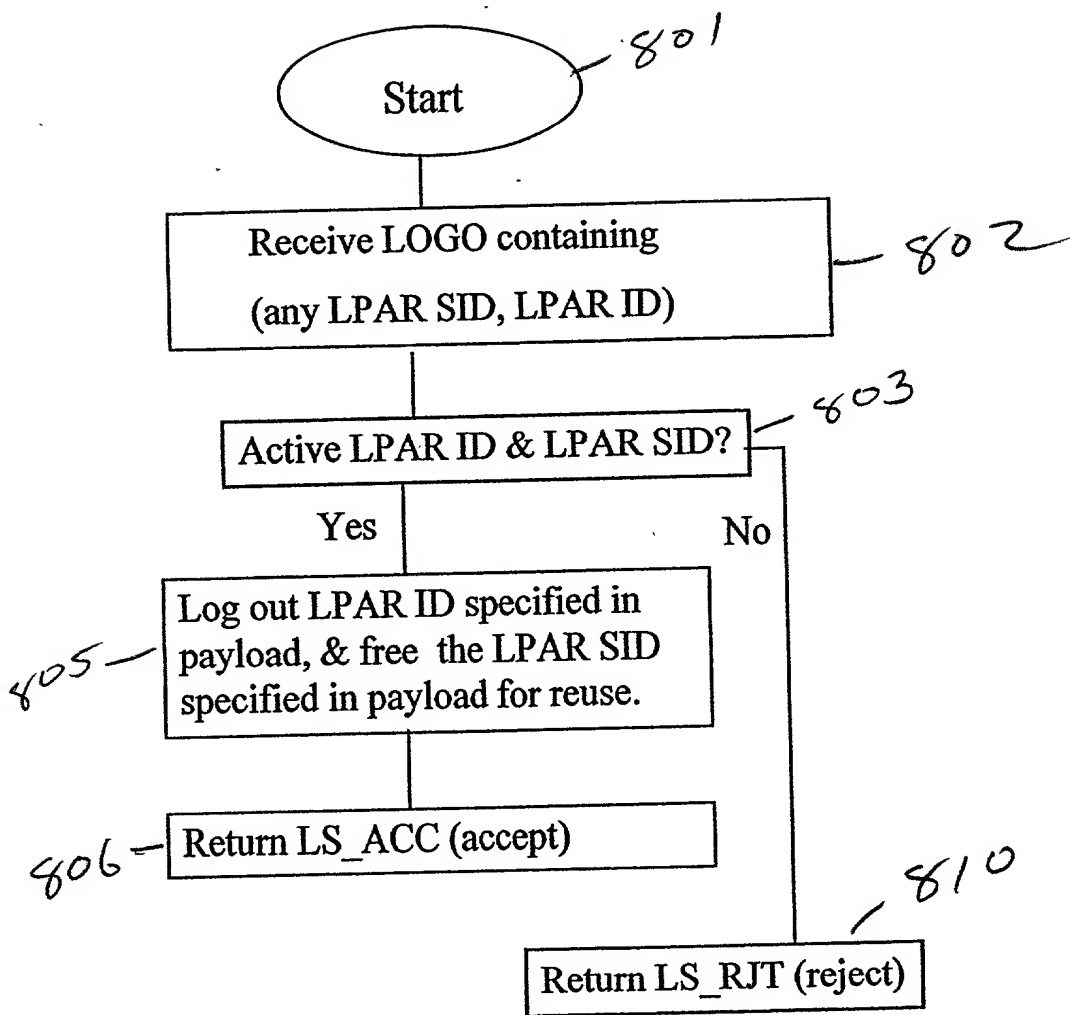 801
Start
Receive LOGO containing
802
(any LPAR SID, LPAR ID)
803
Active LPAR ID & LPAR SID?
Yes
No
Log out LPAR ID specified in
payload, & free the LPAR SID
805
specified in payload for reuse.
806
Return LS_ACC (accept)
810
Return LS_RJT (reject)